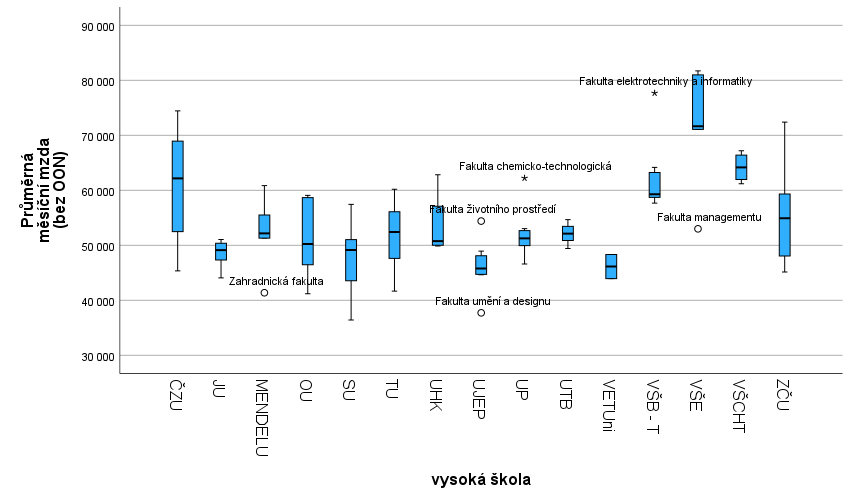 90 000
80 000
70 000
60 000
50 000
40 000
30 000
Průměrná
měsíční mzda
(bez OON)
Fakulta elektrotechniky a informatiky
Fakulta chemicko-technologická
Fakulta životního prostředí
Fakulta managementu
Zahradnická fakulta
Fakulta umění a designu
ČZU
JU
MENDELU
OU
SU
TU
UHK
UJEP
UP
UTB
VETUni
VŠB - T
VŠE
VŠCHT
ZČU
vysoká škola